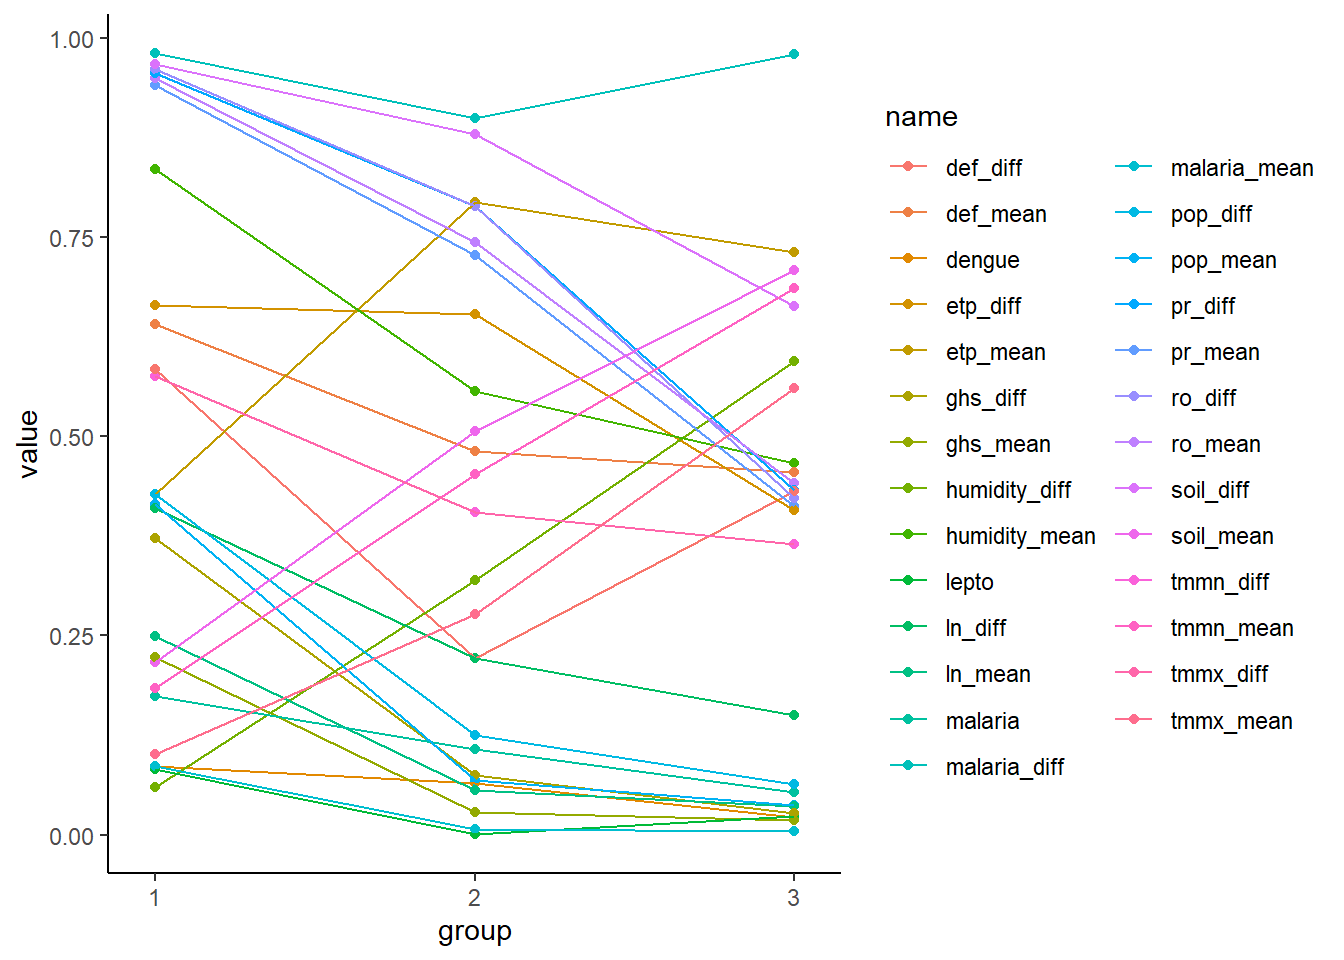 1.00
0.75
0.50
0.25
0.00
value
1 2 3
group
name
def_diff
def_mean
dengue
etp_diff
etp_mean
ghs_diff
ghs_mean
humidity_diff
humidity_mean
lepto
ln_diff
ln_mean
malaria
malaria_diff
malaria_mean
pop_diff
pop_mean
pr_diff
pr_mean
ro_diff
ro_mean
soil_diff
soil_mean
tmmn_diff
tmmn_mean
tmmx_diff
tmmx_mean